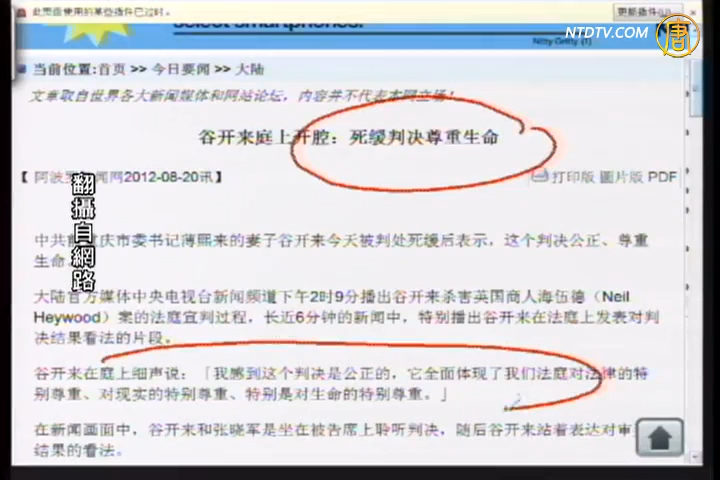 此页面使用的某些插件已过时。
更新插件
select smartphones.
NTDTV.COM
唐
Nitty Gritty (1)
当前位置:首页 >> 今日要闻 >> 大陆
文章取自世界各大新闻媒体和网站论坛，内容并不代表本网立场！
谷开来庭上开腔：死缓判决尊重生命
【 阿波 闻网2012-08-20讯】
打印版 圖片版 PDF
翻攝自網路
中共 庆市委书记薄熙来的妻子谷开来今天被判处死缓后表示，这个判决公正、尊重
生命。
大陆官方媒体中央电视台新闻频道下午2时9分播出谷开来杀害英国商人海伍德（Neil
Heywood）案的法庭宣判过程，长近6分钟的新闻中，特别播出谷开来在法庭上发表对判
决结果看法的片段。
谷开来在庭上细声说：「我感到这个判决是公正的，它全面体现了我们法庭对法律的特
别尊重、对现实的特别尊重、特别是对生命的特别尊重。」
在新闻画面中，谷开来和张晓军是坐在被告席上聆听判决，随后谷开来站着表达对审
结果的看法。